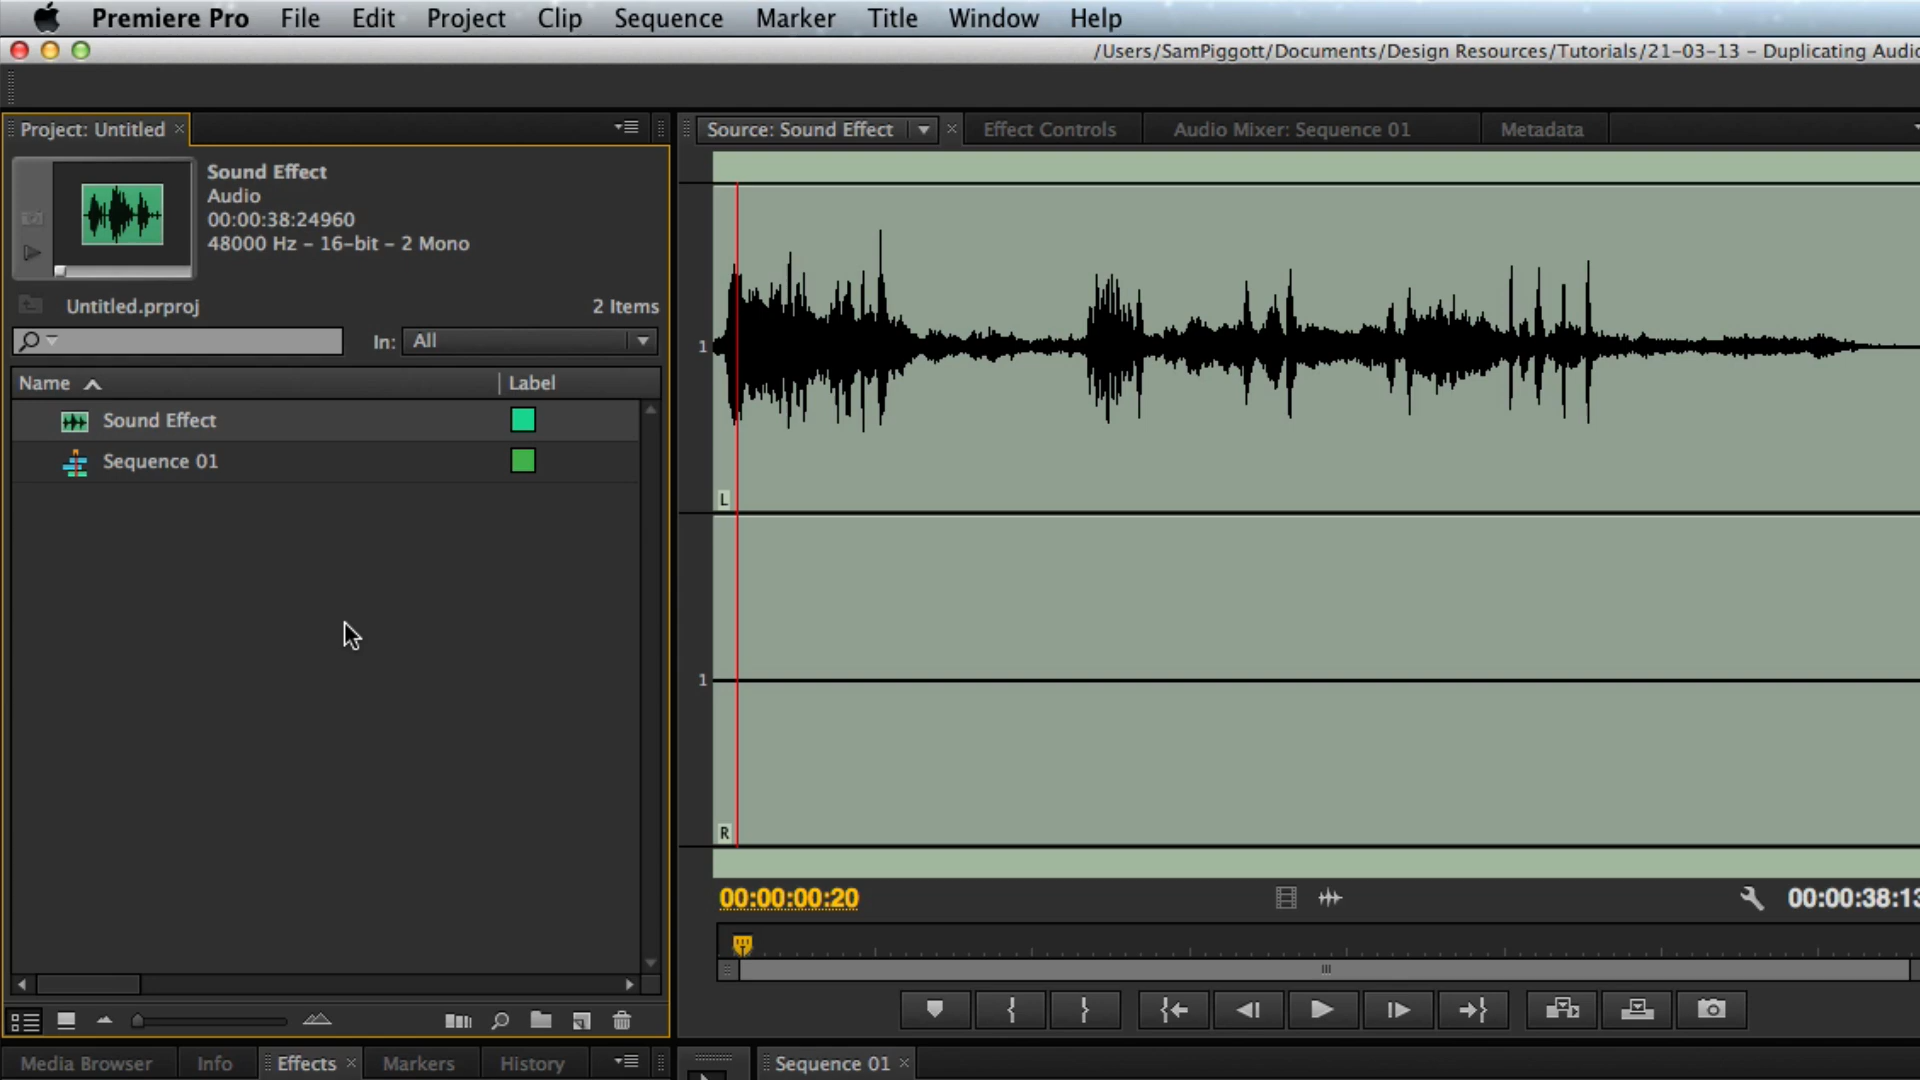 Premiere Pro File Edit Project Clip Sequence Marker Title Window Help
/Users/SamPiggott/Documents/Design Resources/Tutorials/21-03-13 - Duplicating Audio
Project: Untitled
Source: Sound Effect Effect Controls Audio Mixer: Sequence 01 Metadata
Sound Effect
Audio
00:00:38:24960
48000 Hz - 16-bit - 2 Mono
Untitled.prproj 2 Items
In: All
Name Label
Sound Effect
Sequence 01
1
L
1
R
00:00:00:20 00:00:38:13
Media Browser Info Effects Markers History
Sequence 01